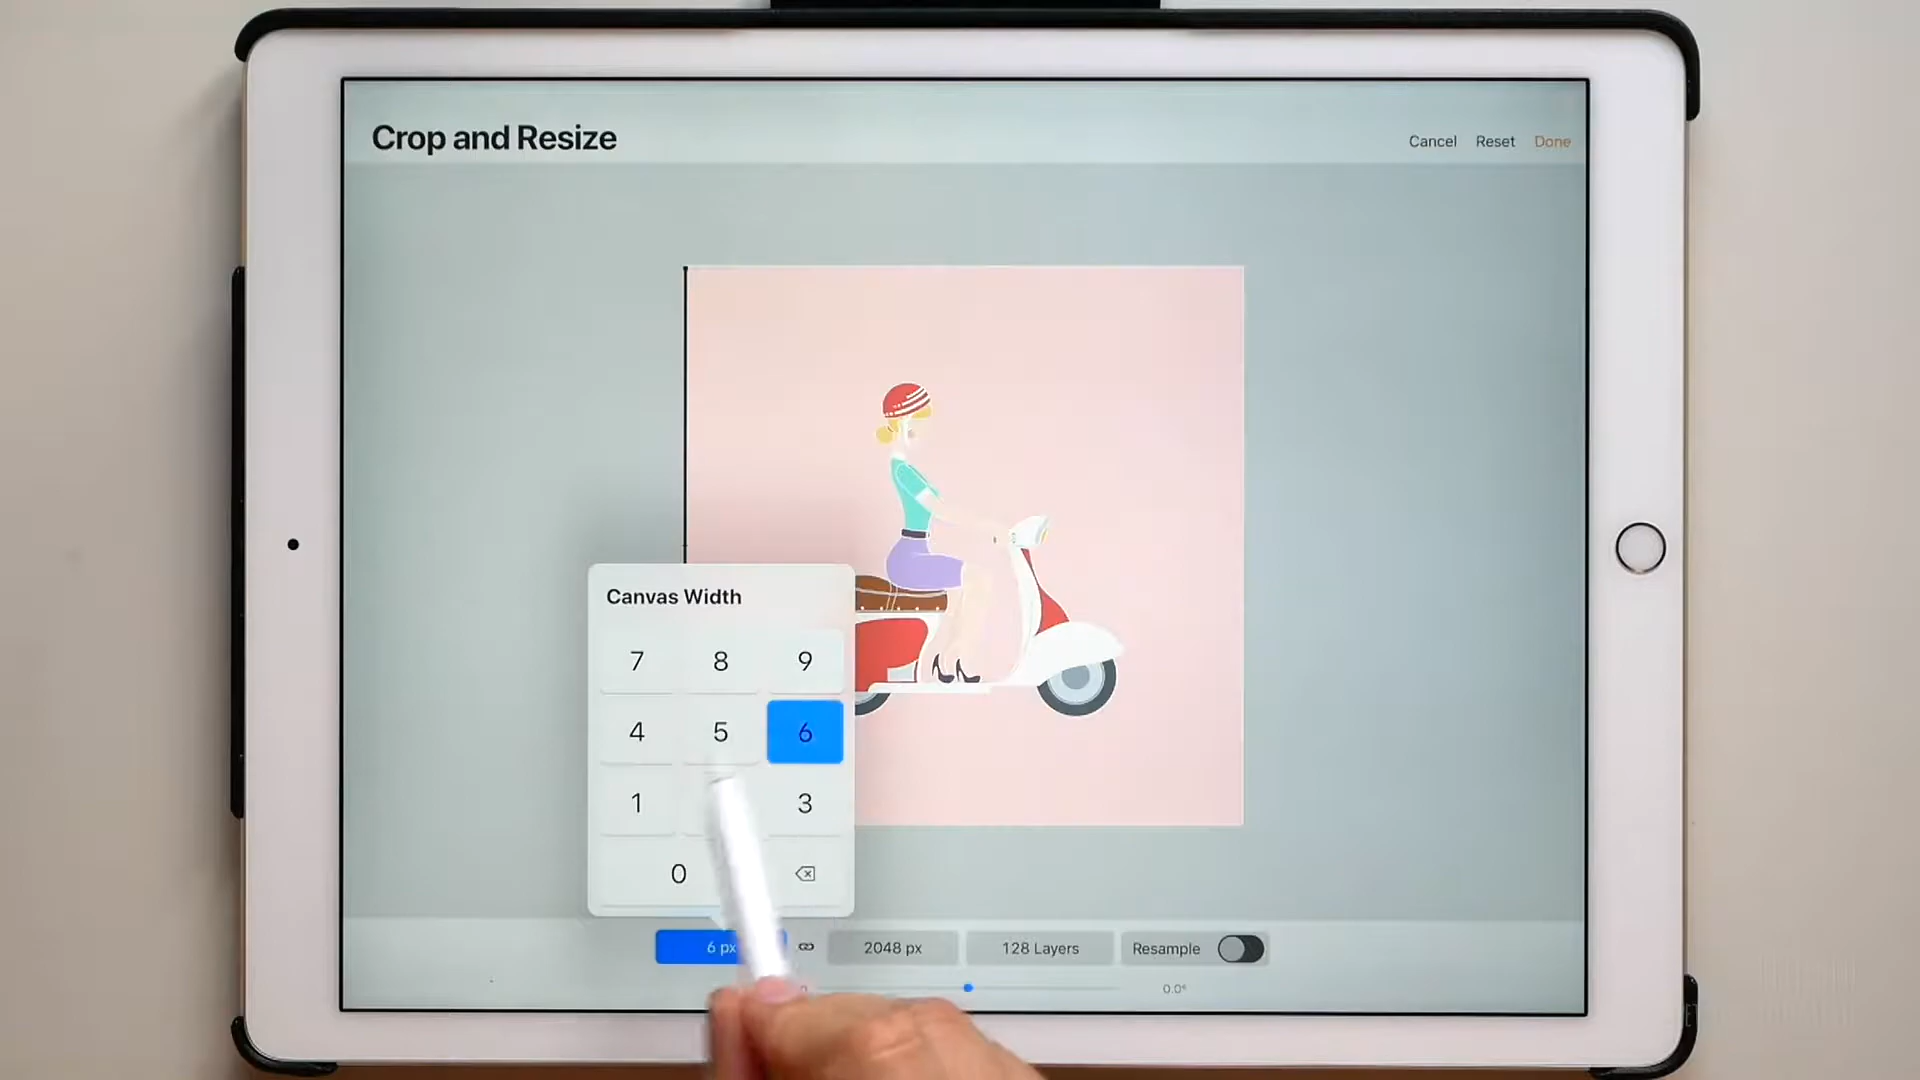 Crop and Resize
Cancel Reset Done
Canvas Width
7 8 9
4 5 6
1 3
0
6 px 2048 px 128 Layers Resample
0.0°